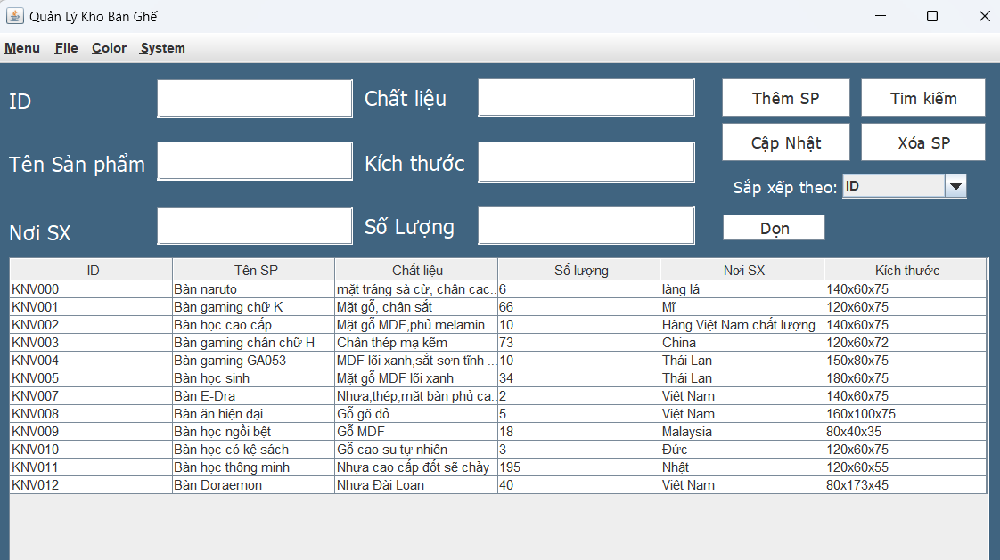 Quản Lý Kho Bàn Ghế
Menu File Color System
ID
Chất liệu
Thêm SP
Tim kiếm
Cập Nhật
Xóa SP
Tên Sản phẩm
Kích thước
Sắp xếp theo: ID
Nơi SX
Số Lượng
Dọn
ID Tên SP Chất liệu Số lượng Nơi SX Kích thước
KNV000 Bàn naruto mặt tráng sà cừ, chân cac... 6 làng lá 140x60x75
KNV001 Bàn gaming chữ K Mặt gỗ, chân sắt 66 Mĩ 120x60x75
KNV002 Bàn học cao cấp Mặt gỗ MDF,phủ melamin ... 10 Hàng Việt Nam chất lượng ... 140x60x75
KNV003 Bàn gaming chân chữ H Chân thép mạ kẽm 73 China 120x60x72
KNV004 Bàn gaming GA053 MDF lõi xanh,sắt sơn tĩnh ... 10 Thái Lan 150x80x75
KNV005 Bàn học sinh Mặt gỗ MDF lõi xanh 34 Thái Lan 180x60x75
KNV007 Bàn E-Dra Nhựa,thép,mặt bàn phủ ca... 2 Việt Nam 140x60x75
KNV008 Bàn ăn hiện đại Gỗ gõ đỏ 5 Việt Nam 160x100x75
KNV009 Bàn học ngồi bệt Gỗ MDF 18 Malaysia 80x40x35
KNV010 Bàn học có kệ sách Gỗ cao su tự nhiên 3 Đức 120x60x75
KNV011 Bàn học thông minh Nhựa cao cấp đốt sẽ chảy 195 Nhật 120x60x55
KNV012 Bàn Doraemon Nhựa Đài Loan 40 Việt Nam 80x173x45